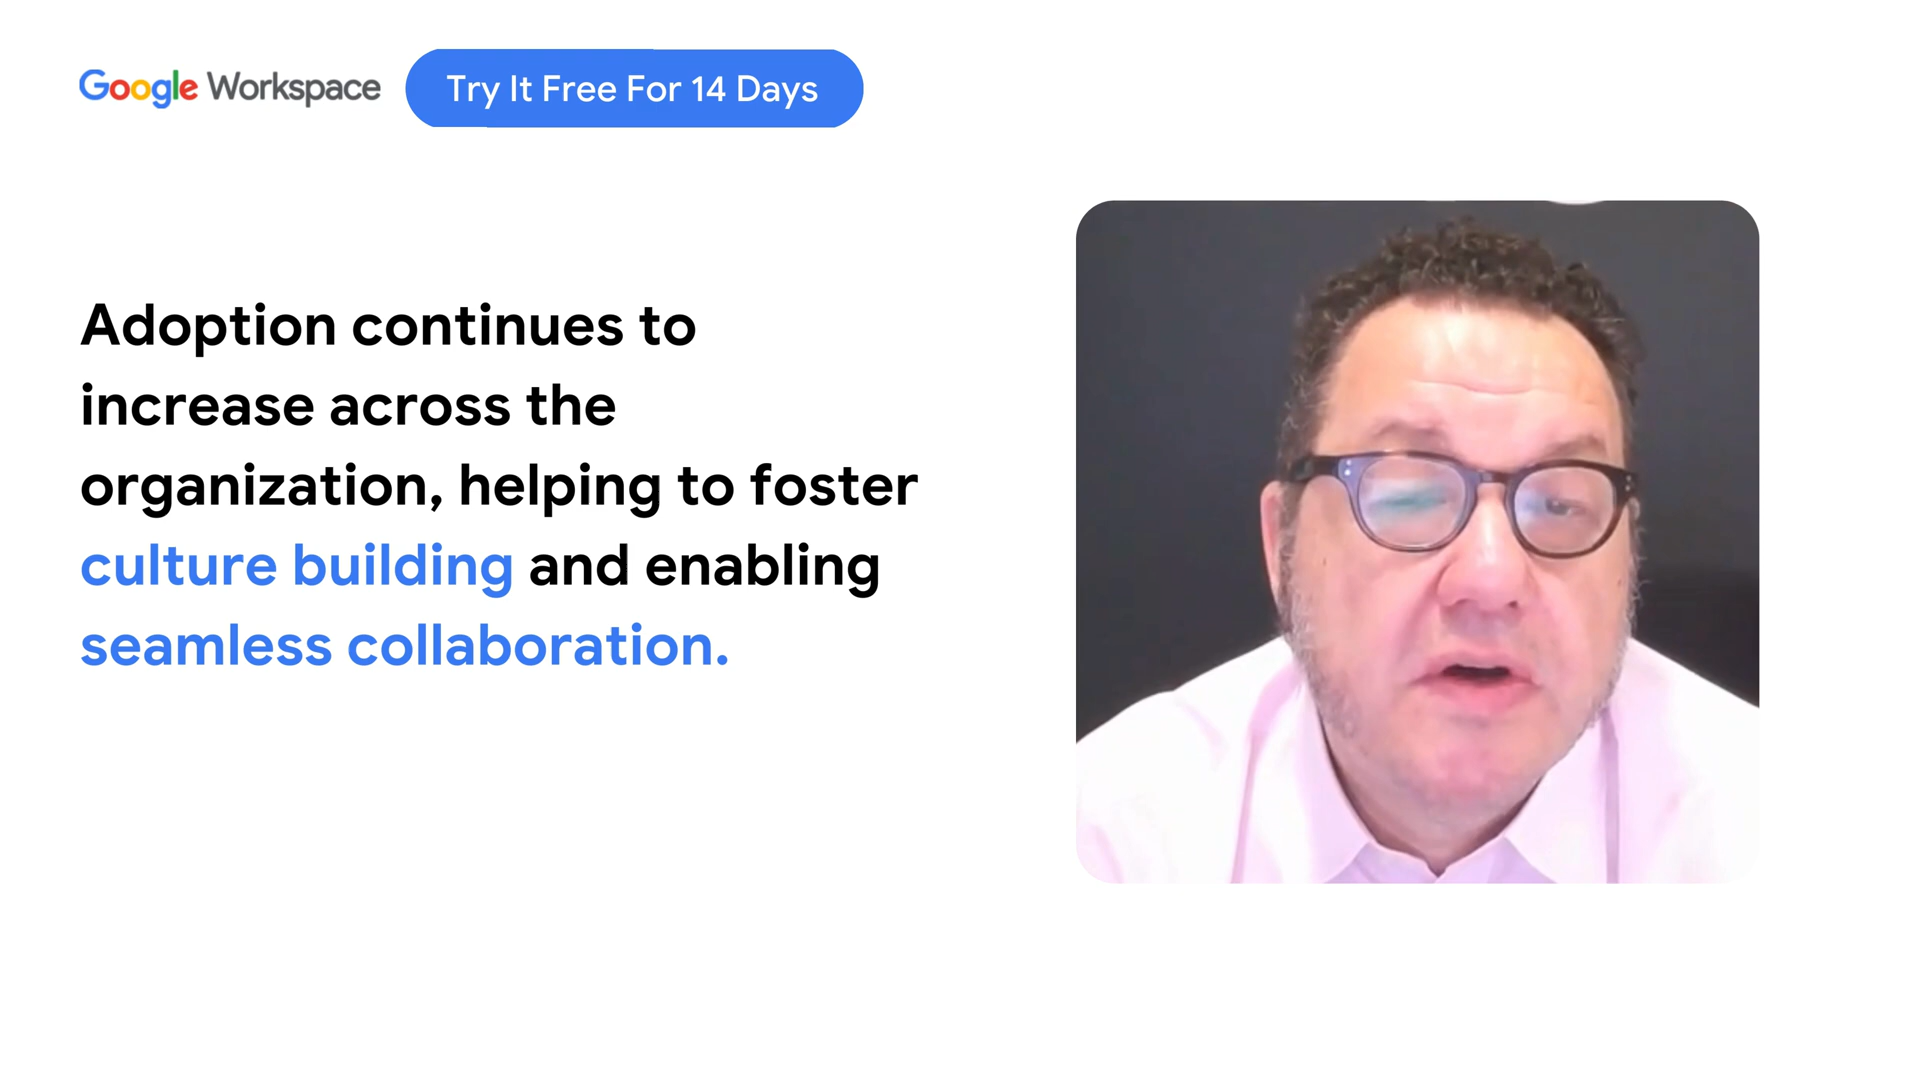 Google Workspace
Try It Free For 14 Days
Adoption continues to
increase across the
organization, helping to foster
culture building and enabling
seamless collaboration.